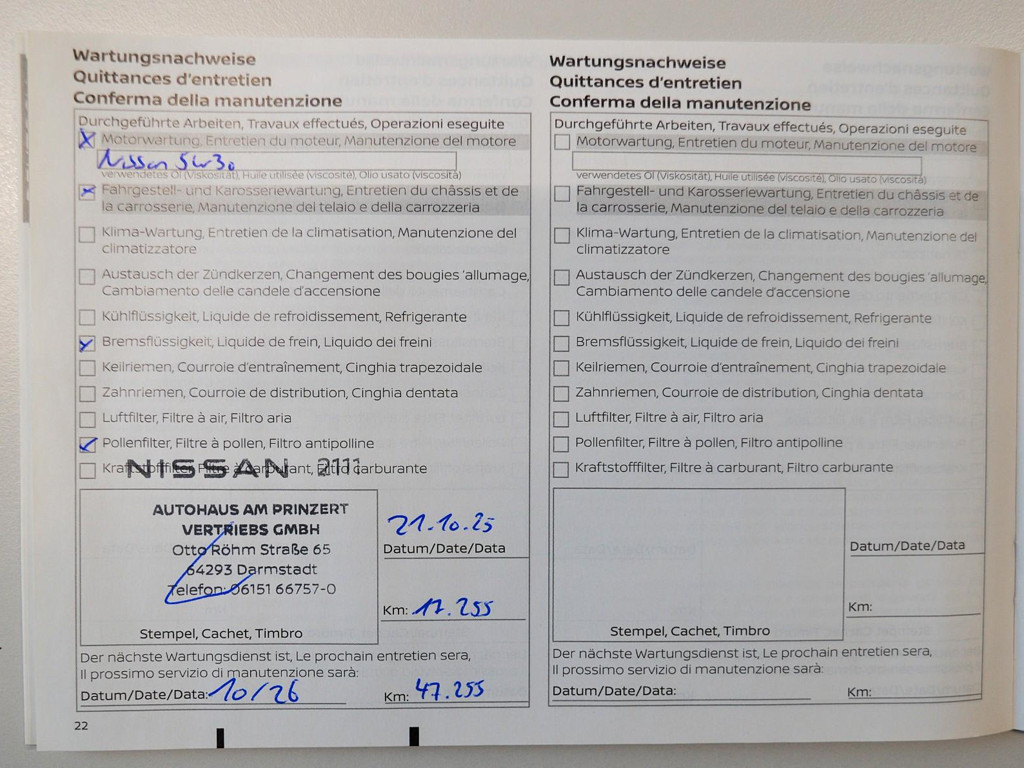 Wartungsnachweise
Quittances d'entretien
Conferma della manutenzione
Durchgeführte Arbeiten, Travaux effectués, Operazioni eseguite
Motorwartung, Entretien du moteur, Manutenzione del motore
Nissan 5W30
verwendetes Öl (Viskosität), Huile utilisée (viscosité), Olio usato (viscosità)
Fahrgestell- und Karosseriewartung, Entretien du châssis et de
la carrosserie, Manutenzione del telaio e della carrozzeria
Klima-Wartung, Entretien de la climatisation, Manutenzione del
climatizzatore
Austausch der Zündkerzen, Changement des bougies 'allumage,
Cambiamento delle candele d'accensione
Kühlflüssigkeit, Liquide de refroidissement, Refrigerante
Bremsflüssigkeit, Liquide de frein, Liquido dei freini
Keilriemen, Courroie d'entraînement, Cinghia trapezoidale
Zahnriemen, Courroie de distribution, Cinghia dentata
Luftfilter, Filtre à air, Filtro aria
Pollenfilter, Filtre à pollen, Filtro antipolline
Kraftstofffilter, Filtre à carburant, Filtro carburante
NISSAN 2111
AUTOHAUS AM PRINZERT
VERTRIEBS GMBH
Otto Röhm Straße 65
64293 Darmstadt
Telefon: 06151 66757-0
Stempel, Cachet, Timbro
21.10.25
Datum/Date/Data
Km: 17.255
Der nächste Wartungsdienst ist, Le prochain entretien sera,
Il prossimo servizio di manutenzione sarà:
Datum/Date/Data: 10/26 Km: 47.255
22
Wartungsnachweise
Quittances d'entretien
Conferma della manutenzione
Durchgeführte Arbeiten, Travaux effectués, Operazioni eseguite
Motorwartung, Entretien du moteur, Manutenzione del motore
verwendetes Öl (Viskosität), Huile utilisée (viscosité), Olio usato (viscosità)
Fahrgestell- und Karosseriewartung, Entretien du châssis et de
la carrosserie, Manutenzione del telaio e della carrozzeria
Klima-Wartung, Entretien de la climatisation, Manutenzione del
climatizzatore
Austausch der Zündkerzen, Changement des bougies 'allumage,
Cambiamento delle candele d'accensione
Kühlflüssigkeit, Liquide de refroidissement, Refrigerante
Bremsflüssigkeit, Liquide de frein, Liquido dei freini
Keilriemen, Courroie d'entraînement, Cinghia trapezoidale
Zahnriemen, Courroie de distribution, Cinghia dentata
Luftfilter, Filtre à air, Filtro aria
Pollenfilter, Filtre à pollen, Filtro antipolline
Kraftstofffilter, Filtre à carburant, Filtro carburante
Stempel, Cachet, Timbro
Datum/Date/Data
Km:
Der nächste Wartungsdienst ist, Le prochain entretien sera,
Il prossimo servizio di manutenzione sarà:
Datum/Date/Data: Km: